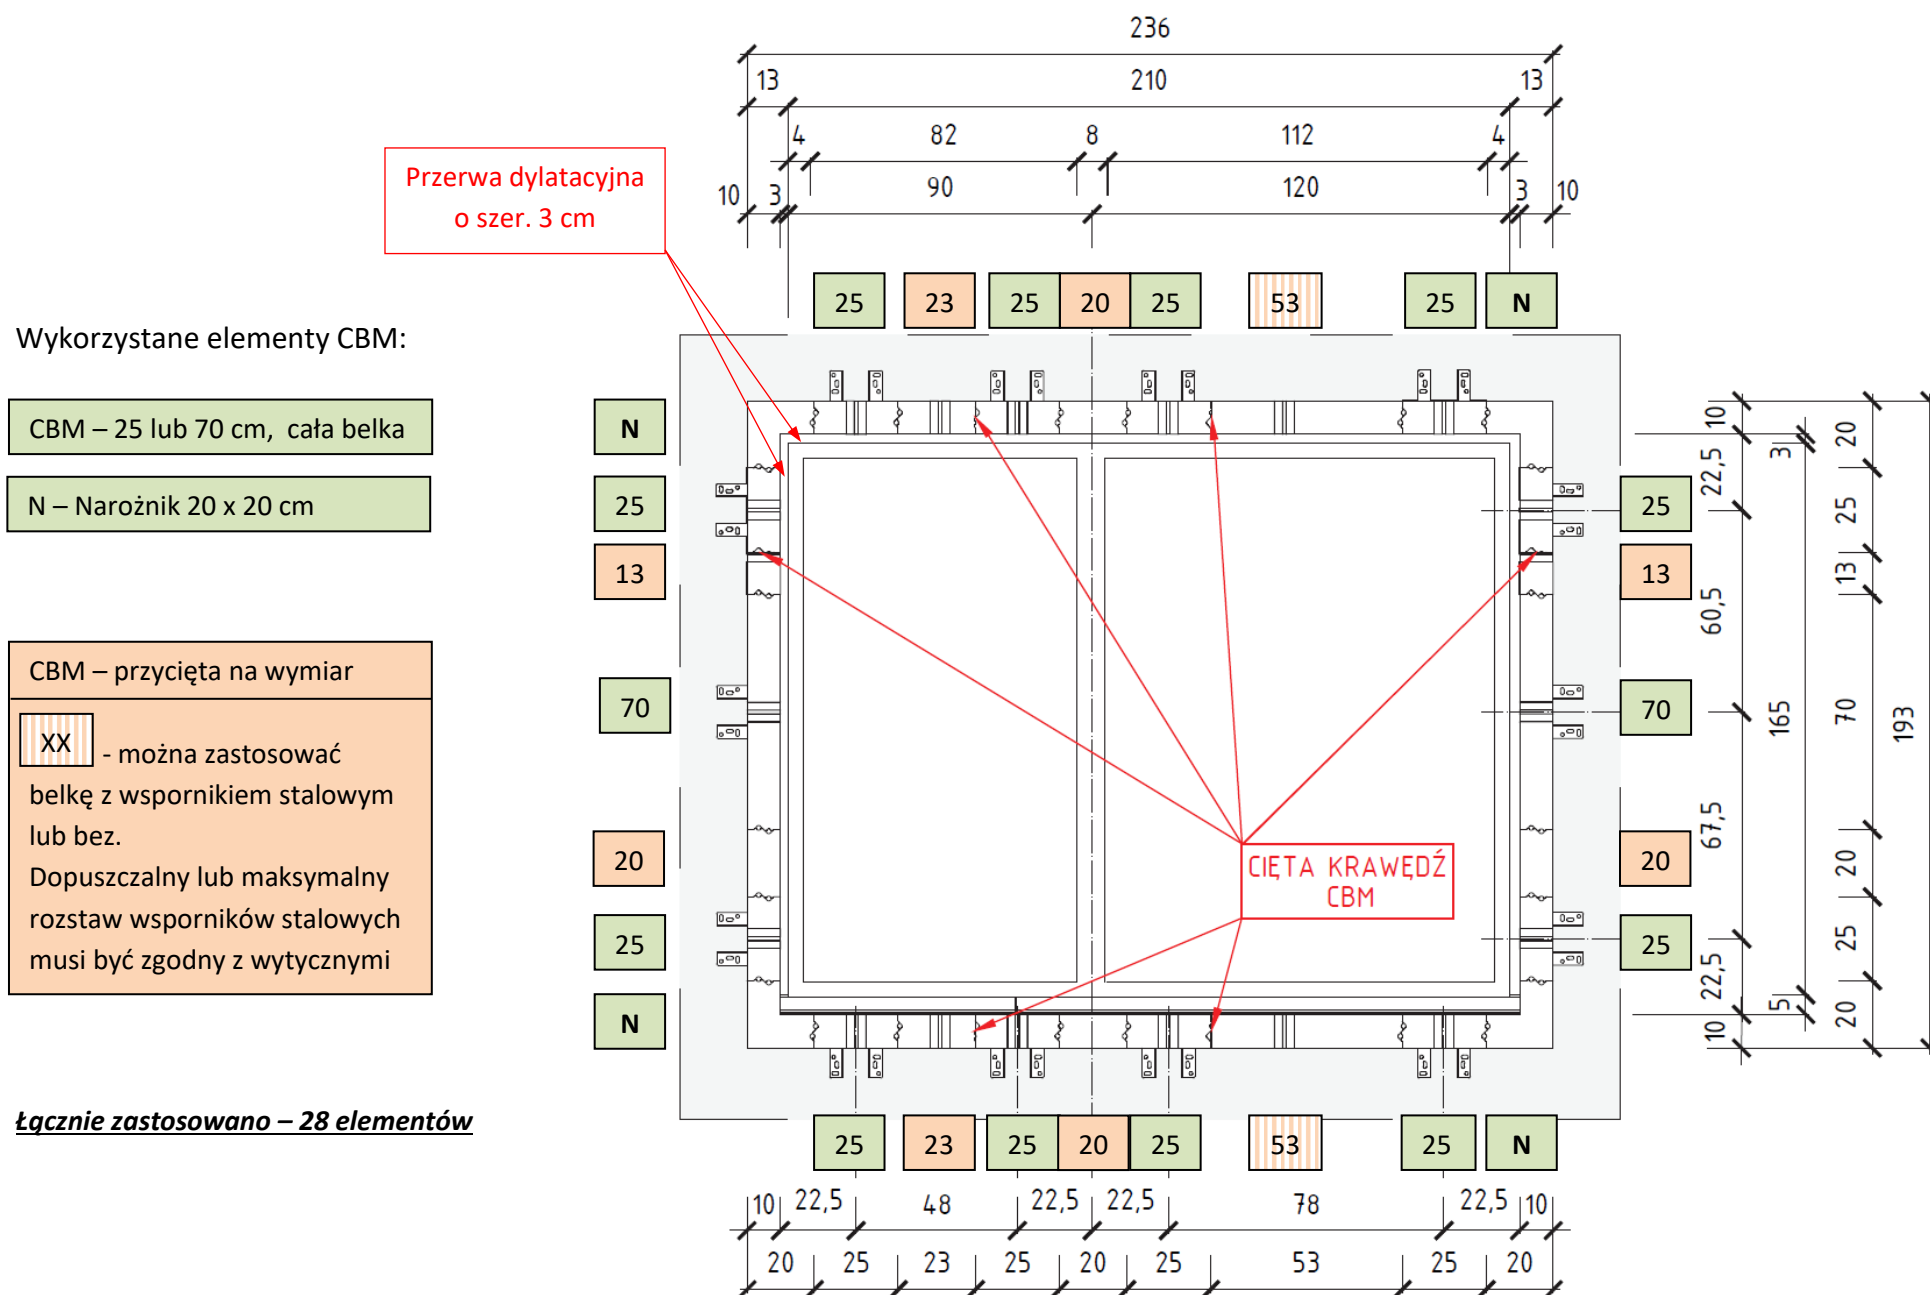 236
13 210 13
4 82 8 112 4
10 3 90 120 3 10
Przerwa dylatacyjna
o szer. 3 cm
25 23 25 20 25 53 25 N
Wykorzystane elementy CBM:
CBM – 25 lub 70 cm, cała belka
N – Narożnik 20 x 20 cm
CBM – przycięta na wymiar
XX - można zastosować
belkę z wspornikiem stalowym
lub bez.
Dopuszczalny lub maksymalny
rozstaw wsporników stalowych
musi być zgodny z wytycznymi
Łącznie zastosowano – 28 elementów
N
25
13
70
20
25
N
CIĘTA KRAWĘDŹ
CBM
25
13
70
20
25
10
22,5
60,5
67,5
22,5
10
3
165
5
20
25
13
70
20
25
20
193
25 23 25 20 25 53 25 N
10 22,5 48 22,5 22,5 78 22,5 10
20 25 23 25 20 25 53 25 20